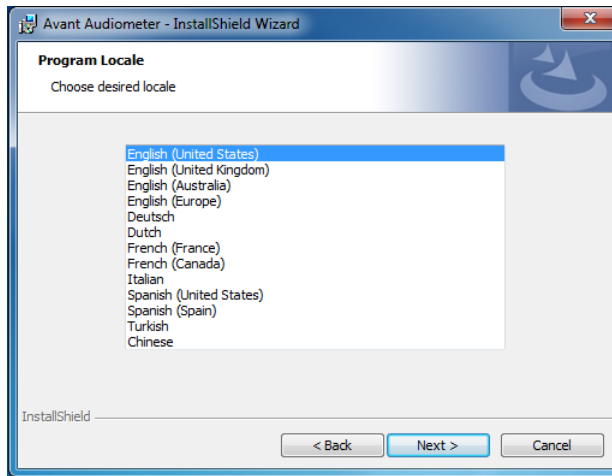 Avant Audiometer - InstallShield Wizard
Program Locale
Choose desired locale
English (United States)
English (United Kingdom)
English (Australia)
English (Europe)
Deutsch
Dutch
French (France)
French (Canada)
Italian
Spanish (United States)
Spanish (Spain)
Turkish
Chinese
InstallShield
< Back
Next >
Cancel